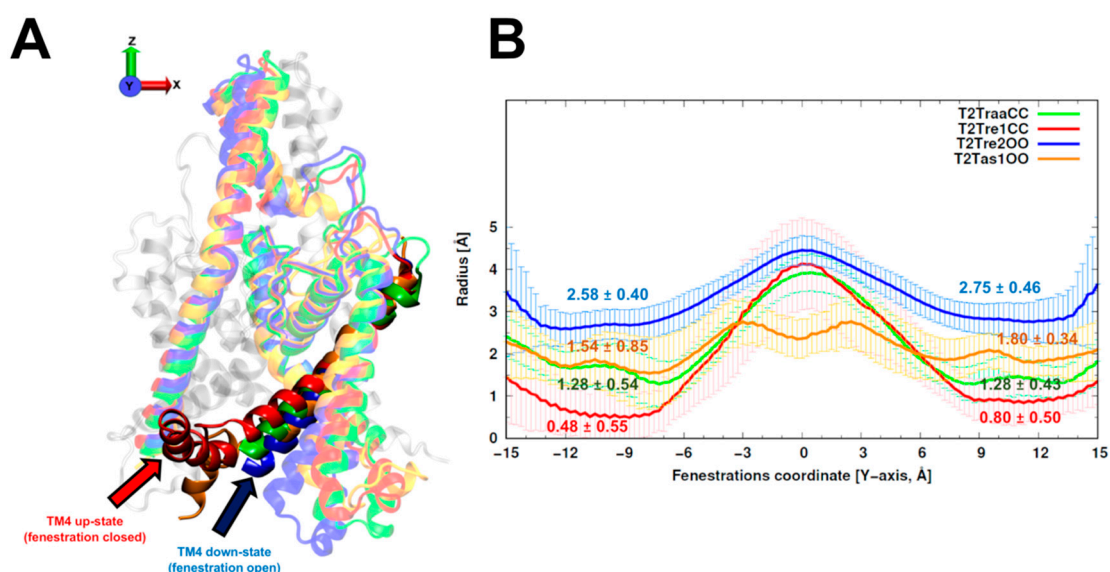 A
Z
Y
X
TM4 up-state
(fenestration closed)
TM4 down-state
(fenestration open)
B
T2TraaCC
T2Tre1CC
T2Tre2OO
T2Tas1OO
Radius [Å]
5
4
3
2
1
0
2.58 ± 0.40
2.75 ± 0.46
1.54 ± 0.85
1.80 ± 0.34
1.28 ± 0.54
1.28 ± 0.43
0.48 ± 0.55
0.80 ± 0.50
−15 −12 −9 −6 −3 0 3 6 9 12 15
Fenestrations coordinate [Y−axis, Å]